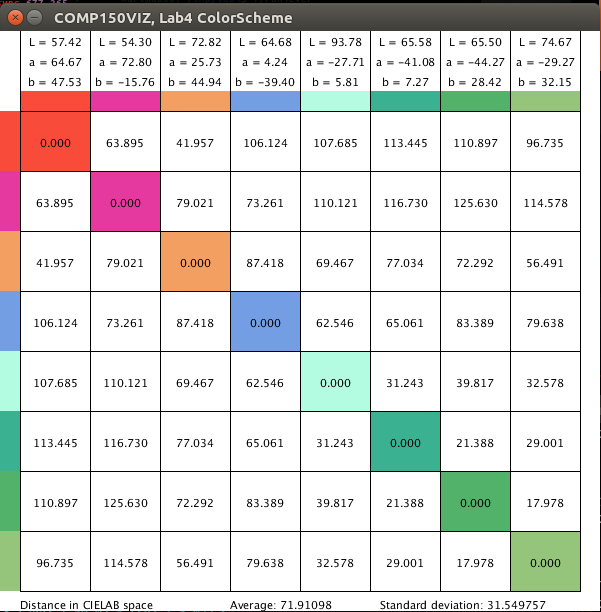 COMP150VIZ, Lab4 ColorScheme
L = 57.42 L = 54.30 L = 72.82 L = 64.68 L = 93.78 L = 65.58 L = 65.50 L = 74.67
a = 64.67 a = 72.80 a = 25.73 a = 4.24 a = −27.71 a = −41.08 a = −44.27 a = −29.27
b = 47.53 b = −15.76 b = 44.94 b = −39.40 b = 5.81 b = 7.27 b = 28.42 b = 32.15
0.000 63.895 41.957 106.124 107.685 113.445 110.897 96.735
63.895 0.000 79.021 73.261 110.121 116.730 125.630 114.578
41.957 79.021 0.000 87.418 69.467 77.034 72.292 56.491
106.124 73.261 87.418 0.000 62.546 65.061 83.389 79.638
107.685 110.121 69.467 62.546 0.000 31.243 39.817 32.578
113.445 116.730 77.034 65.061 31.243 0.000 21.388 29.001
110.897 125.630 72.292 83.389 39.817 21.388 0.000 17.978
96.735 114.578 56.491 79.638 32.578 29.001 17.978 0.000
Distance in CIELAB space Average: 71.91098 Standard deviation: 31.549757